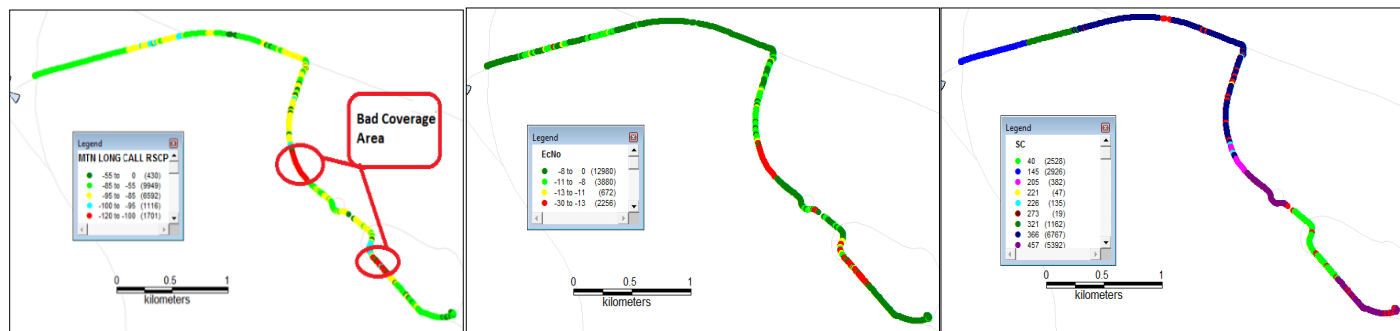 Bad Coverage
Area
Legend
MTN LONG CALL RSCP
-55 to 0 (430)
-85 to -55 (9949)
-95 to -85 (6592)
-100 to -95 (1116)
-120 to -100 (1701)
0 0.5 1
kilometers
Legend
EcNo
-8 to 0 (12980)
-11 to -8 (3880)
-13 to -11 (672)
-30 to -13 (2256)
0 0.5 1
kilometers
Legend
SC
40 (2528)
145 (2926)
205 (382)
221 (47)
226 (135)
273 (19)
321 (1162)
366 (6767)
457 (5392)
0 0.5 1
kilometers